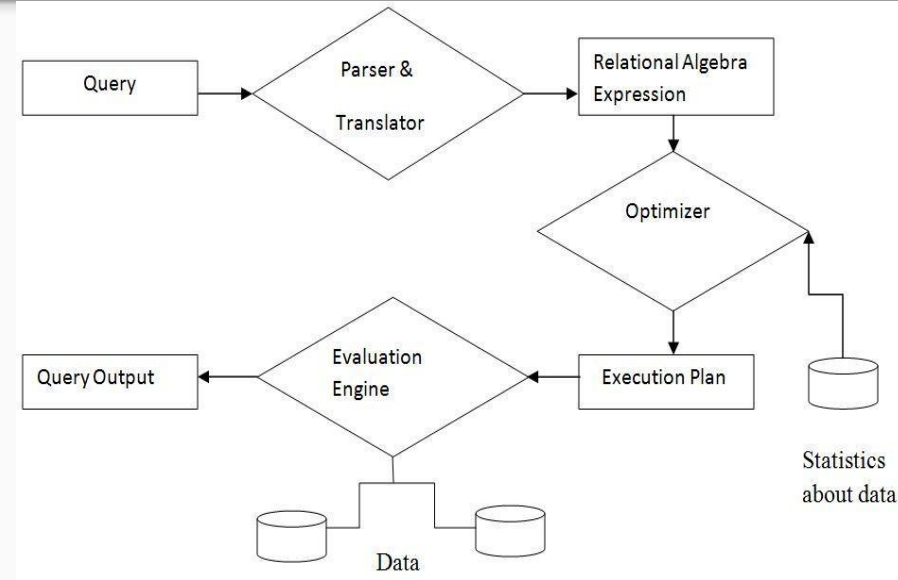 Query
Parser &
Translator
Relational Algebra
Expression
Optimizer
Query Output
Evaluation
Engine
Execution Plan
Statistics
about data
Data